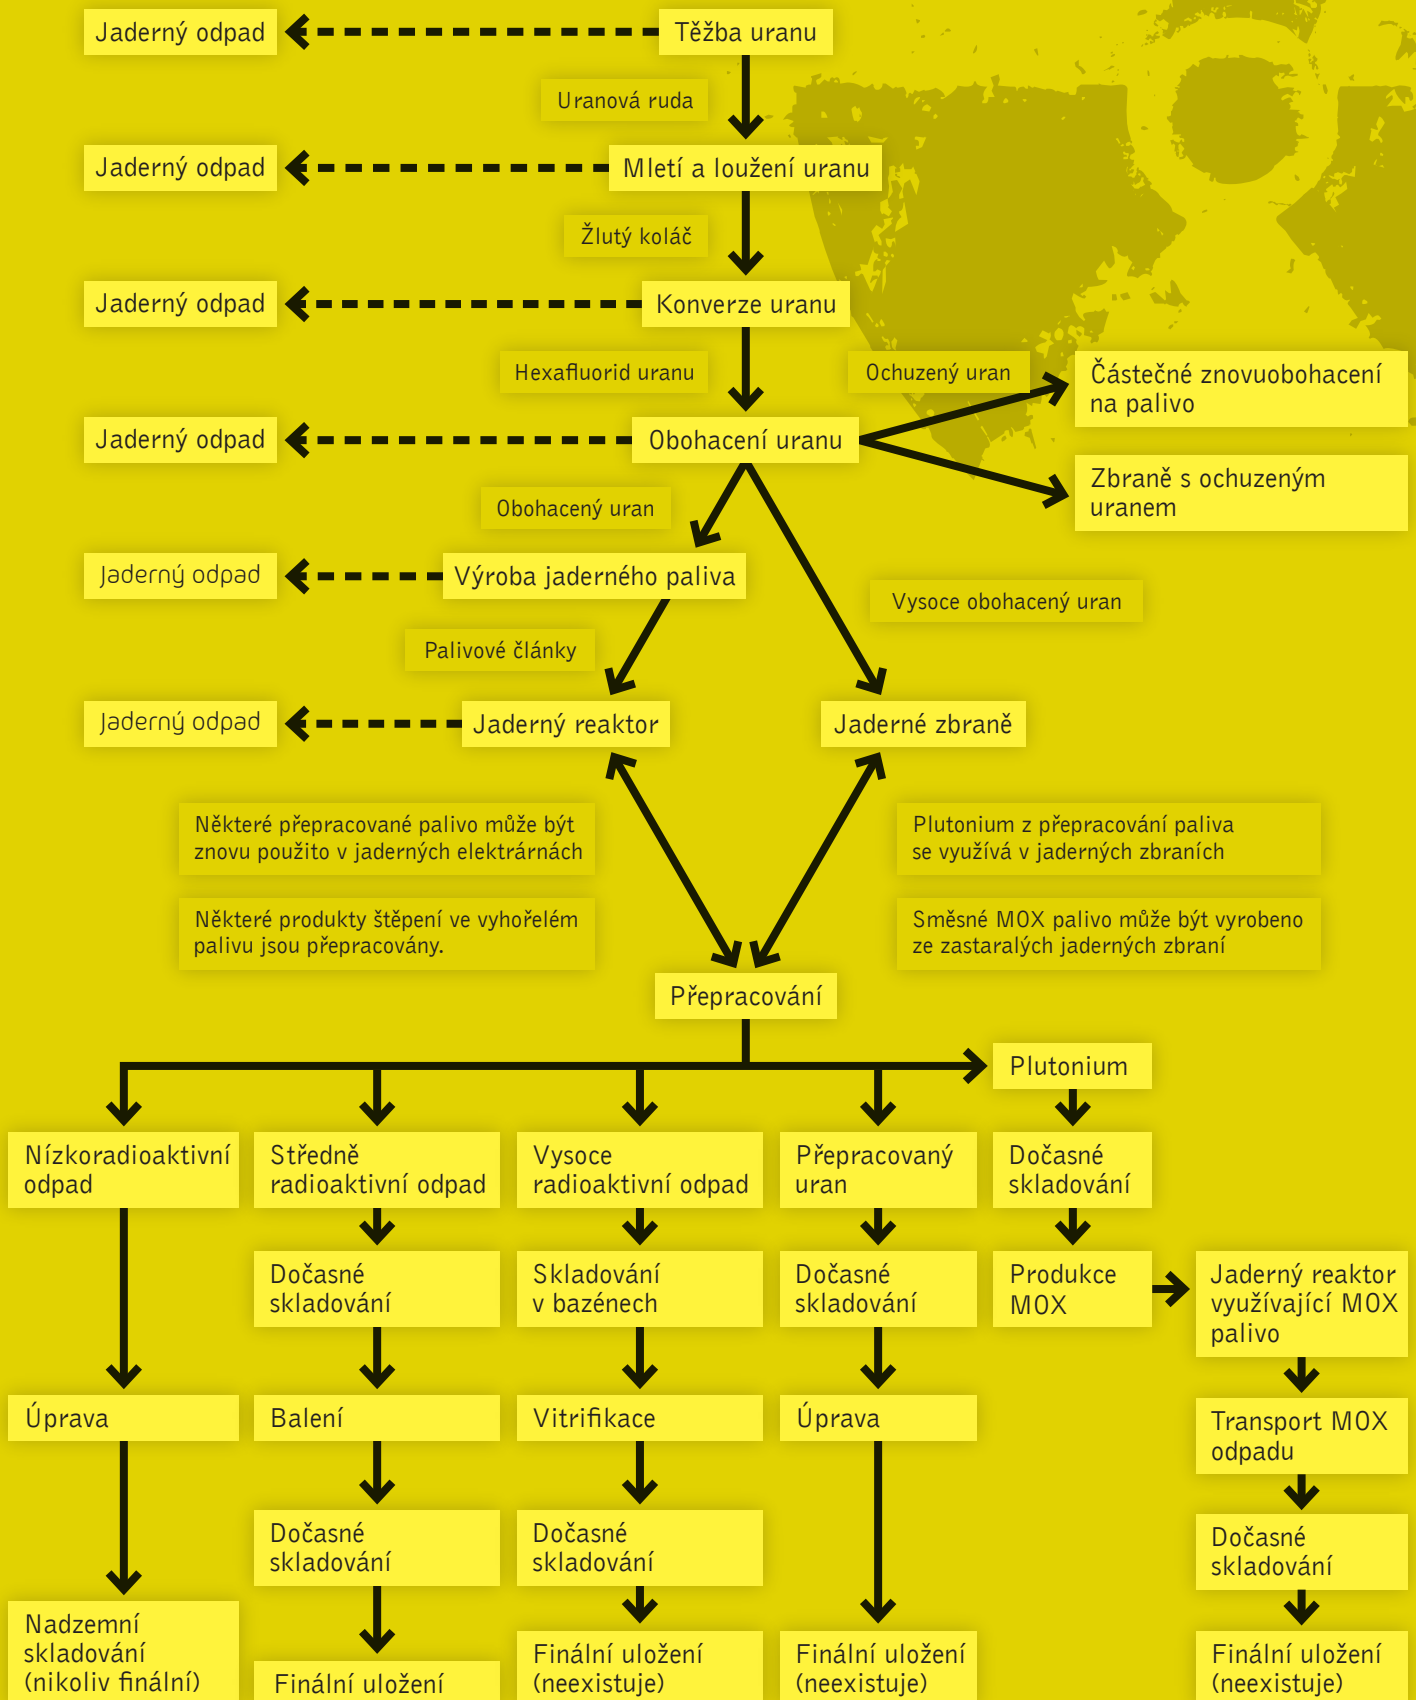 Jaderný odpad
Těžba uranu
Uranová ruda
Jaderný odpad
Mletí a loužení uranu
Žlutý koláč
Jaderný odpad
Konverze uranu
Hexafluorid uranu
Ochuzený uran
Částečné znovuobohacení
na palivo
Jaderný odpad
Obohacení uranu
Zbraně s ochuzeným
uranem
Obohacený uran
Jaderný odpad
Výroba jaderného paliva
Vysoce obohacený uran
Palivové články
Jaderný odpad
Jaderný reaktor
Jaderné zbraně
Některé přepracované palivo může být
znovu použito v jaderných elektrárnách
Plutonium z přepracování paliva
se využívá v jaderných zbraních
Některé produkty štěpení ve vyhořelém
palivu jsou přepracovány.
Směsné MOX palivo může být vyrobeno
ze zastaralých jaderných zbraní
Přepracování
Plutonium
Nízkoradioaktivní
odpad
Středně
radioaktivní odpad
Vysoce
radioaktivní odpad
Přepracovaný
uran
Dočasné
skladování
Dočasné
skladování
Skladování
v bazénech
Dočasné
skladování
Produkce
MOX
Jaderný reaktor
využívající MOX
palivo
Úprava
Balení
Vitrifikace
Úprava
Transport MOX
odpadu
Dočasné
skladování
Dočasné
skladování
Dočasné
skladování
Nadzemní
skladování
(nikoliv finální)
Finální uložení
Finální uložení
(neexistuje)
Finální uložení
(neexistuje)
Finální uložení
(neexistuje)